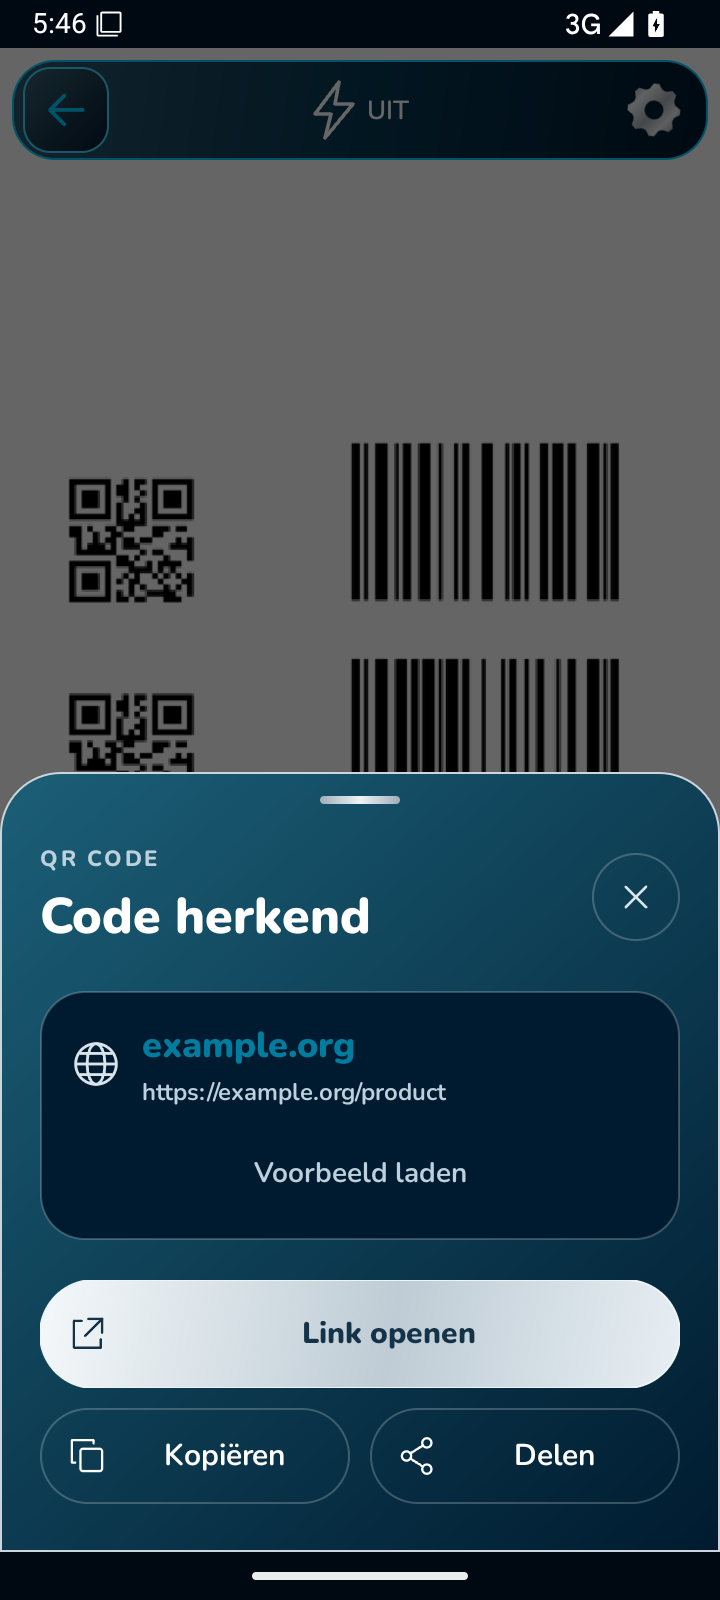 5:46
3G
UIT
QR CODE
Code herkend
example.org
https://example.org/product
Voorbeeld laden
Link openen
Kopiëren
Delen